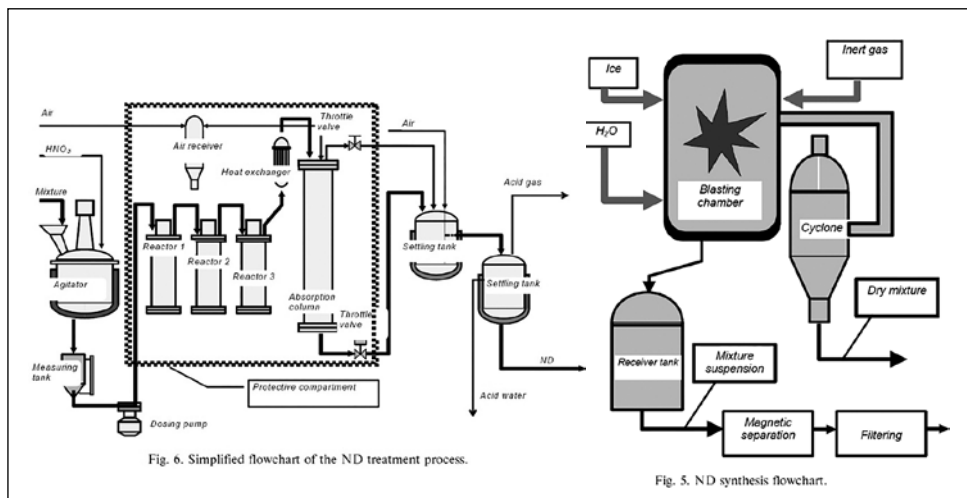 Air
Throttle
valve
Air
HNO₃
Air receiver
Acid gas
Mixture
Heat exchanger
Reactor 1
Reactor 2
Reactor 3
Settling tank
Settling tank
Agitator
Absorption
column
Throttle
valve
Measuring
tank
ND
Protective compartment
Acid water
Dosing pump
Fig. 6. Simplified flowchart of the ND treatment process.
Ice
Inert gas
H₂O
Blasting
chamber
Cyclone
Dry mixture
Receiver tank
Mixture
suspension
Magnetic
separation
Filtering
Fig. 5. ND synthesis flowchart.